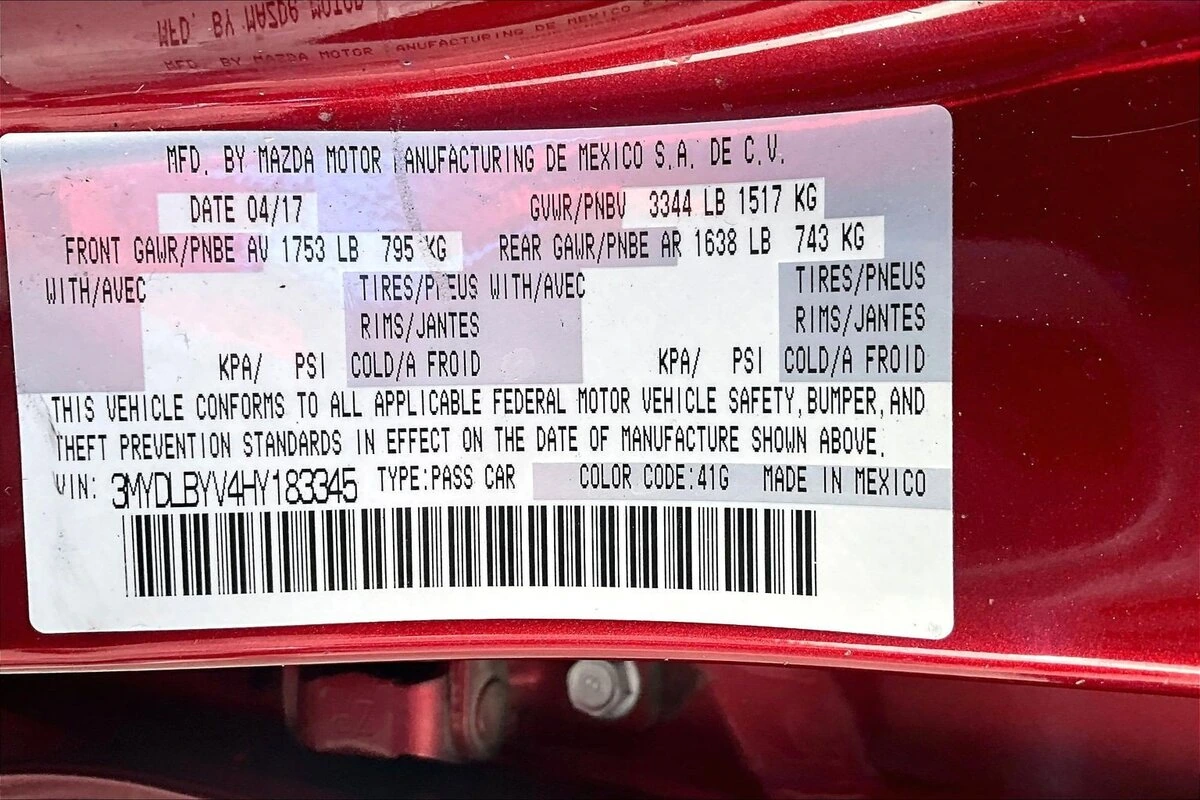 MFD. BY MAZDA MOTOR ANUFACTURING DE MEXICO S.A. DE C.V.
DATE 04/17 GVWR/PNBV 3344 LB 1517 KG
FRONT GAWR/PNBE AV 1753 LB 795 KG REAR GAWR/PNBE AR 1638 LB 743 KG
WITH/AVEC TIRES/PNEUS WITH/AVEC TIRES/PNEUS
RIMS/JANTES RIMS/JANTES
KPA/ PSI COLD/A FROID KPA/ PSI COLD/A FROID
THIS VEHICLE CONFORMS TO ALL APPLICABLE FEDERAL MOTOR VEHICLE SAFETY, BUMPER, AND
THEFT PREVENTION STANDARDS IN EFFECT ON THE DATE OF MANUFACTURE SHOWN ABOVE.
VIN: 3MYDLBYV4HY183345 TYPE:PASS CAR COLOR CODE:41G MADE IN MEXICO